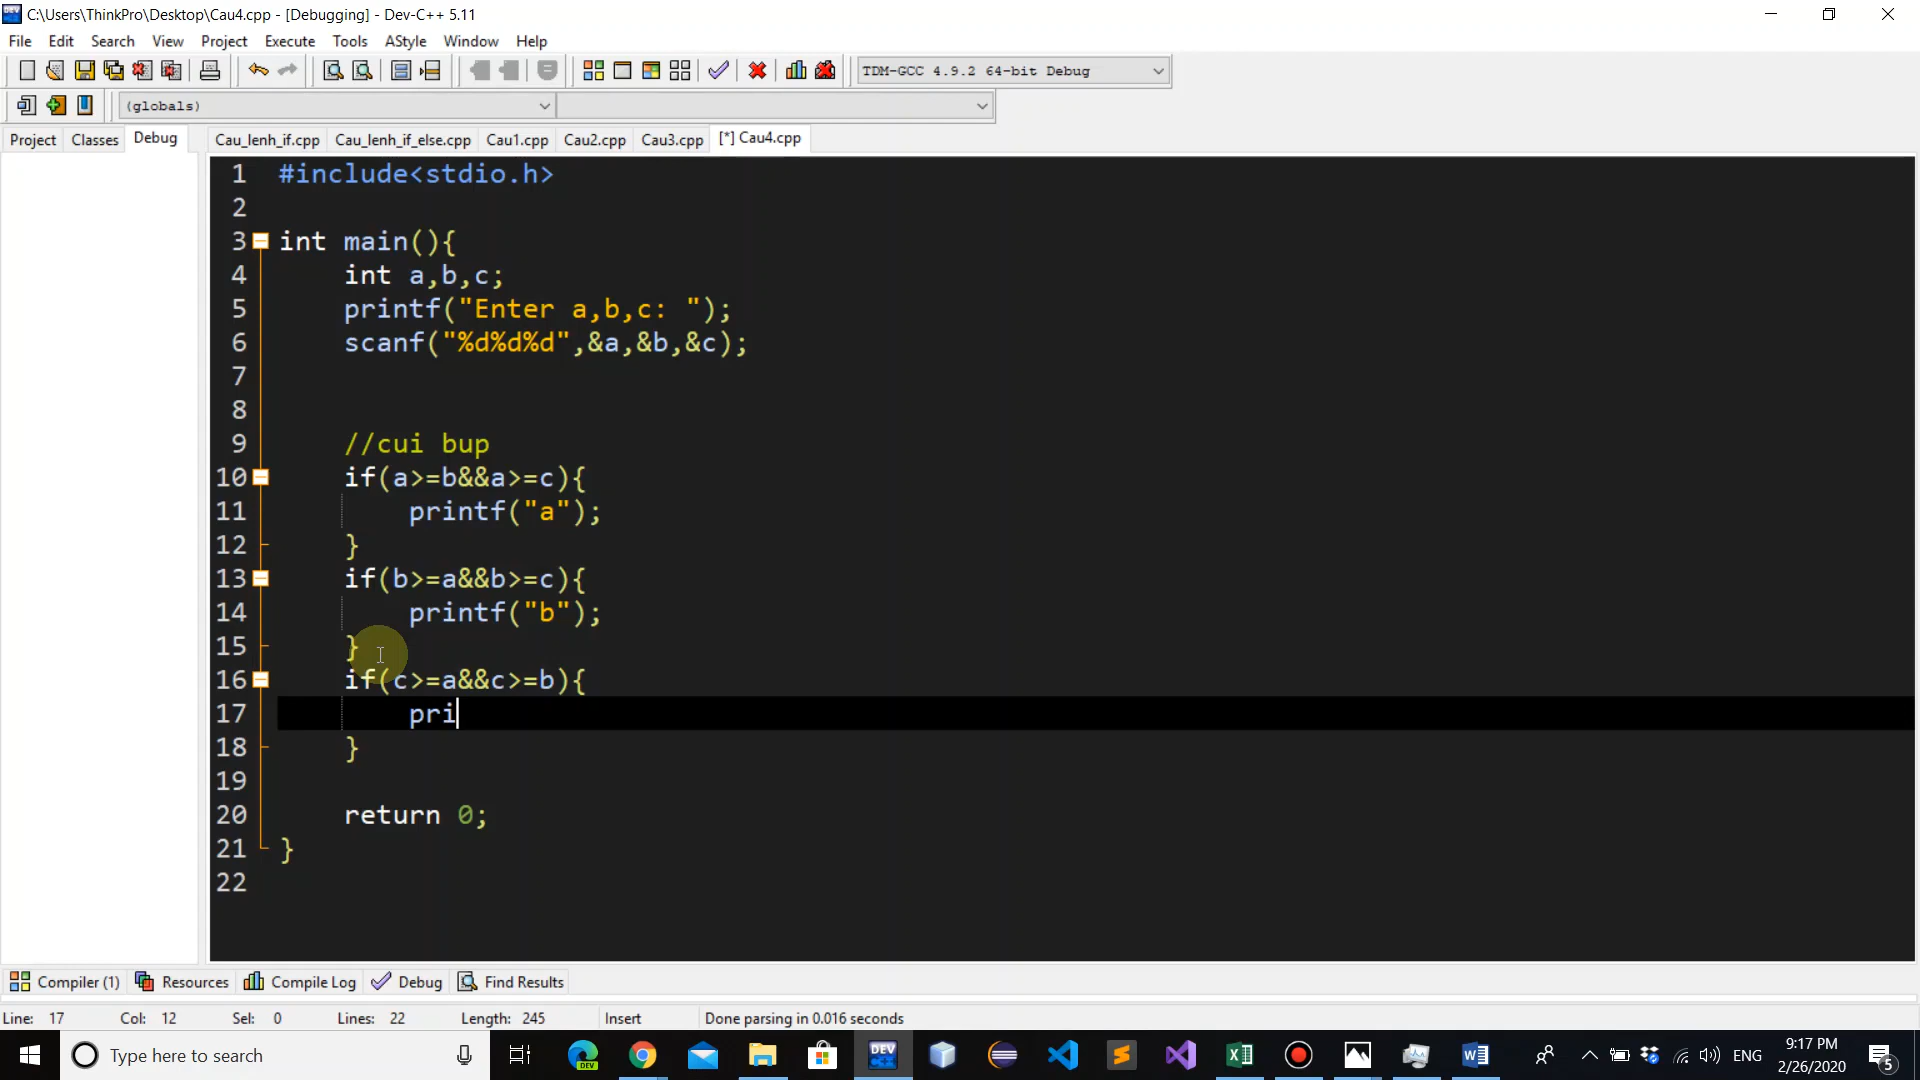 C:\Users\ThinkPro\Desktop\Cau4.cpp - [Debugging] - Dev-C++ 5.11
File Edit Search View Project Execute Tools AStyle Window Help
TDM-GCC 4.9.2 64-bit Debug
(globals)
Project Classes Debug Cau_lenh_if.cpp Cau_lenh_if_else.cpp Cau1.cpp Cau2.cpp Cau3.cpp [*] Cau4.cpp
1 #include<stdio.h>
2
3 int main(){
4 int a,b,c;
5 printf("Enter a,b,c: ");
6 scanf("%d%d%d",&a,&b,&c);
7
8
9 //cui bup
10 if(a>=b&&a>=c){
11 printf("a");
12 }
13 if(b>=a&&b>=c){
14 printf("b");
15 }
16 if(c>=a&&c>=b){
17 pri
18 }
19
20 return 0;
21 }
22
Compiler (1) Resources Compile Log Debug Find Results
Line: 17 Col: 12 Sel: 0 Lines: 22 Length: 245 Insert Done parsing in 0.016 seconds
Type here to search DEV DEV C++ ENG 9:17 PM
2/26/2020 5